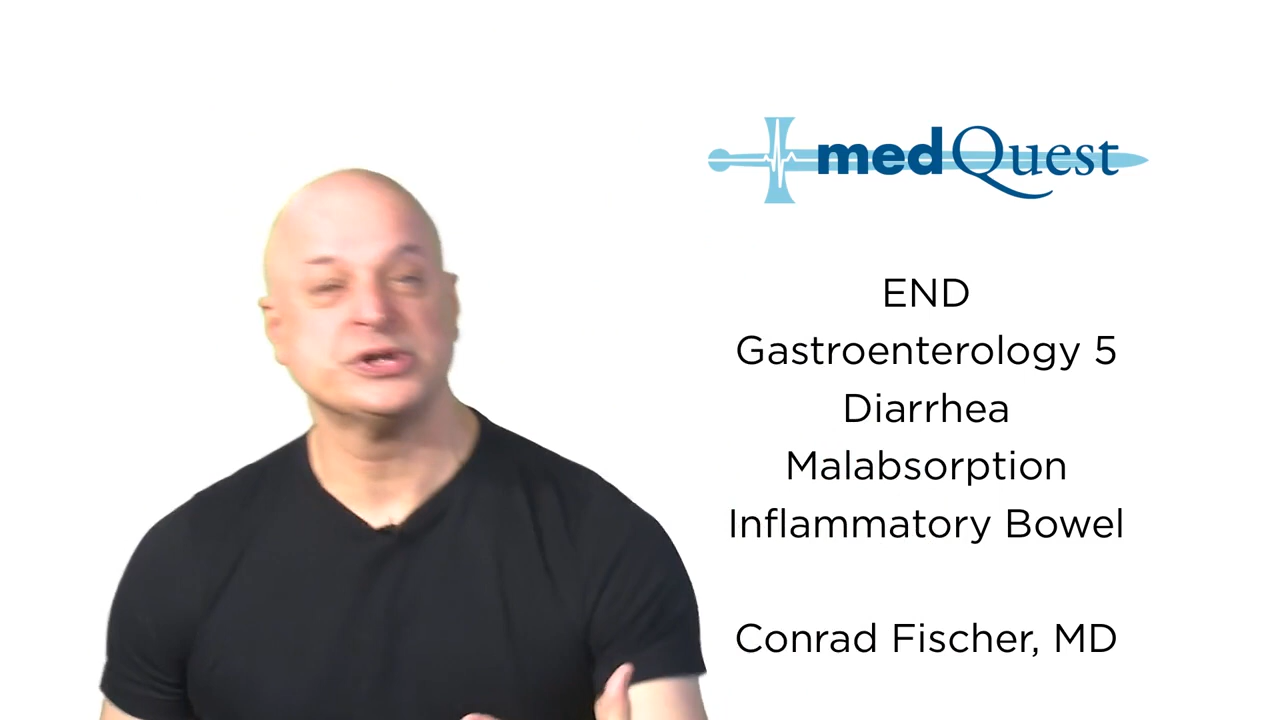 medQuest
END
Gastroenterology 5
Diarrhea
Malabsorption
Inflammatory Bowel
Conrad Fischer, MD